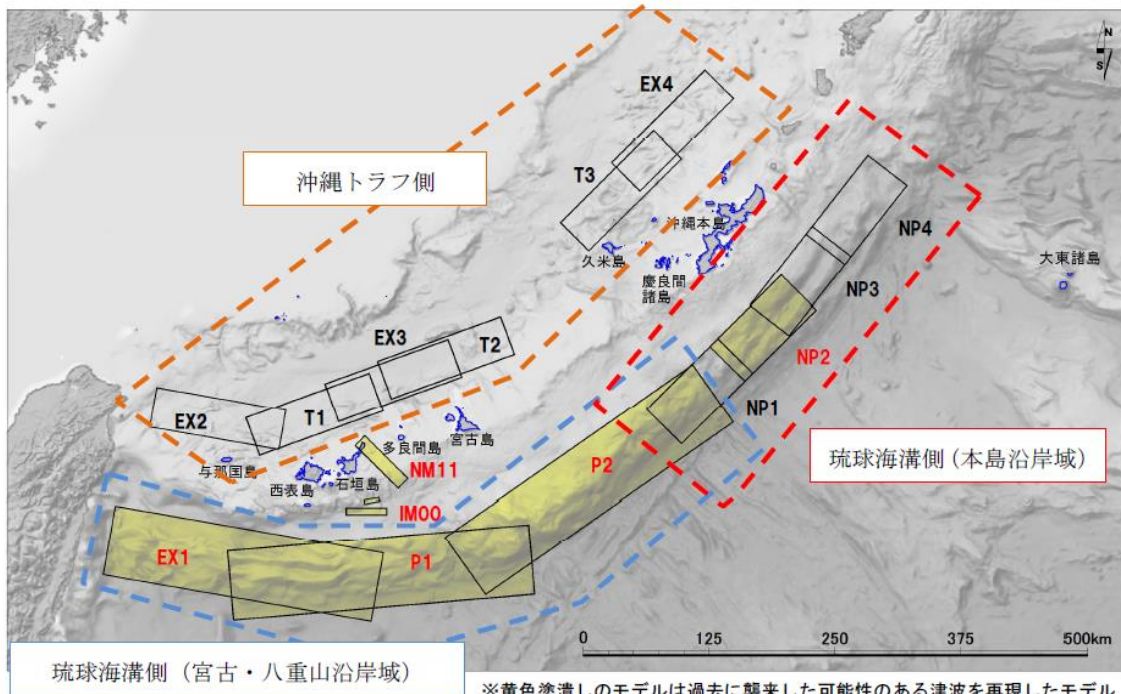 N
S
EX4
沖縄トラフ側
T3
沖縄本島
久米島
慶良間
諸島
NP4
大東諸島
NP3
EX3
T2
NP2
EX2
T1
NP1
宮古島
多良間島
与那国島
NM11
石垣島
西表島
P2
琉球海溝側(本島沿岸域)
IM00
EX1
P1
0 125 250 375 500km
琉球海溝側(宮古・八重山沿岸域)
※黄色塗潰しのモデルは過去に襲来した可能性のある津波を再現したモデル